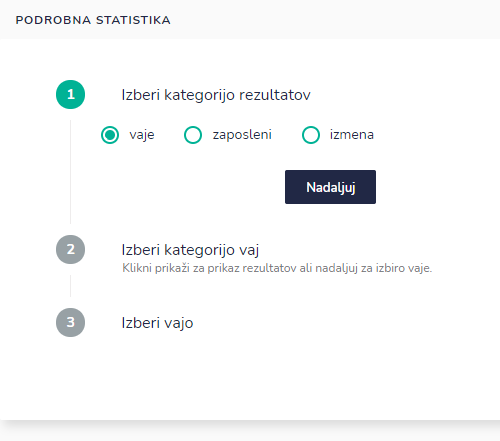 PODROBNA STATISTIKA
1 Izberi kategorijo rezultatov
vaje zaposleni izmena
Nadaljuj
2 Izberi kategorijo vaj
Klikni prikaži za prikaz rezultatov ali nadaljuj za izbiro vaje.
3 Izberi vajo